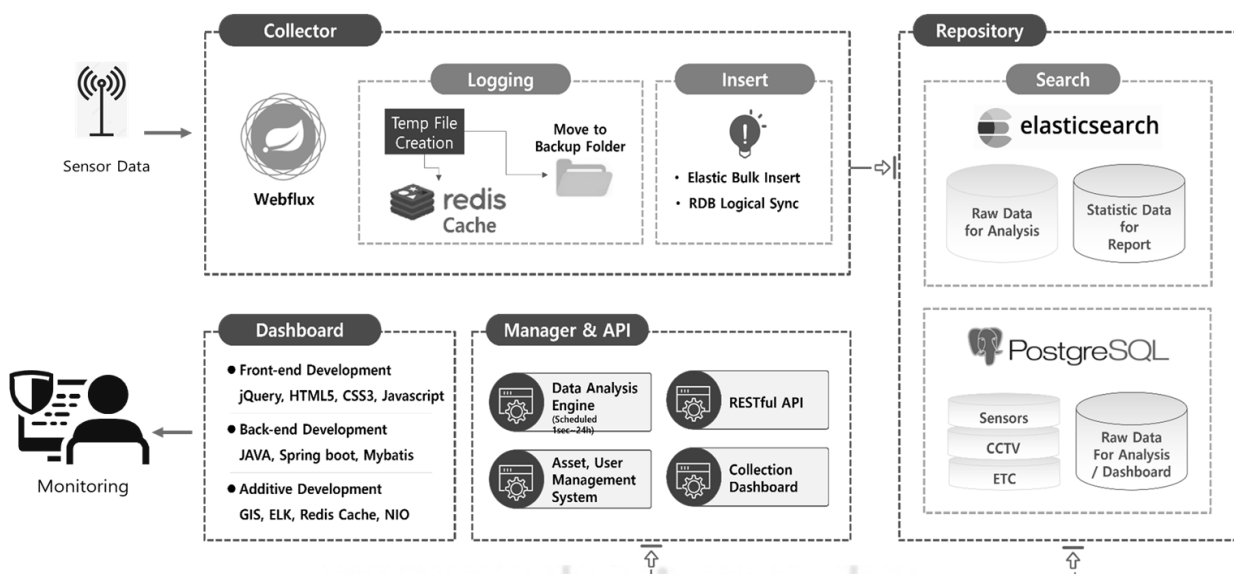 Collector
Sensor Data
Webflux
Logging
Temp File
Creation
redis
Cache
Move to
Backup Folder
Insert
• Elastic Bulk Insert
• RDB Logical Sync
Repository
Search
elasticsearch
Raw Data
for Analysis
Statistic Data
for
Report
PostgreSQL
Sensors
CCTV
ETC
Raw Data
For Analysis
/ Dashboard
Monitoring
Dashboard
● Front-end Development
jQuery, HTML5, CSS3, Javascript
● Back-end Development
JAVA, Spring boot, Mybatis
● Additive Development
GIS, ELK, Redis Cache, NIO
Manager & API
Data Analysis
Engine
(Scheduled
1sec~24h)
RESTful API
Asset, User
Management
System
Collection
Dashboard